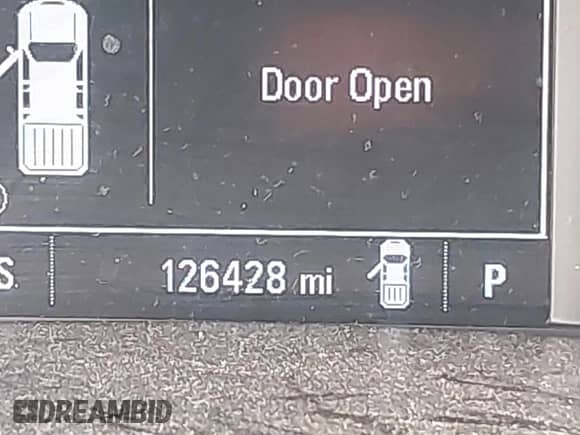 Door Open
S.
126428 mi
P
DREAMBID